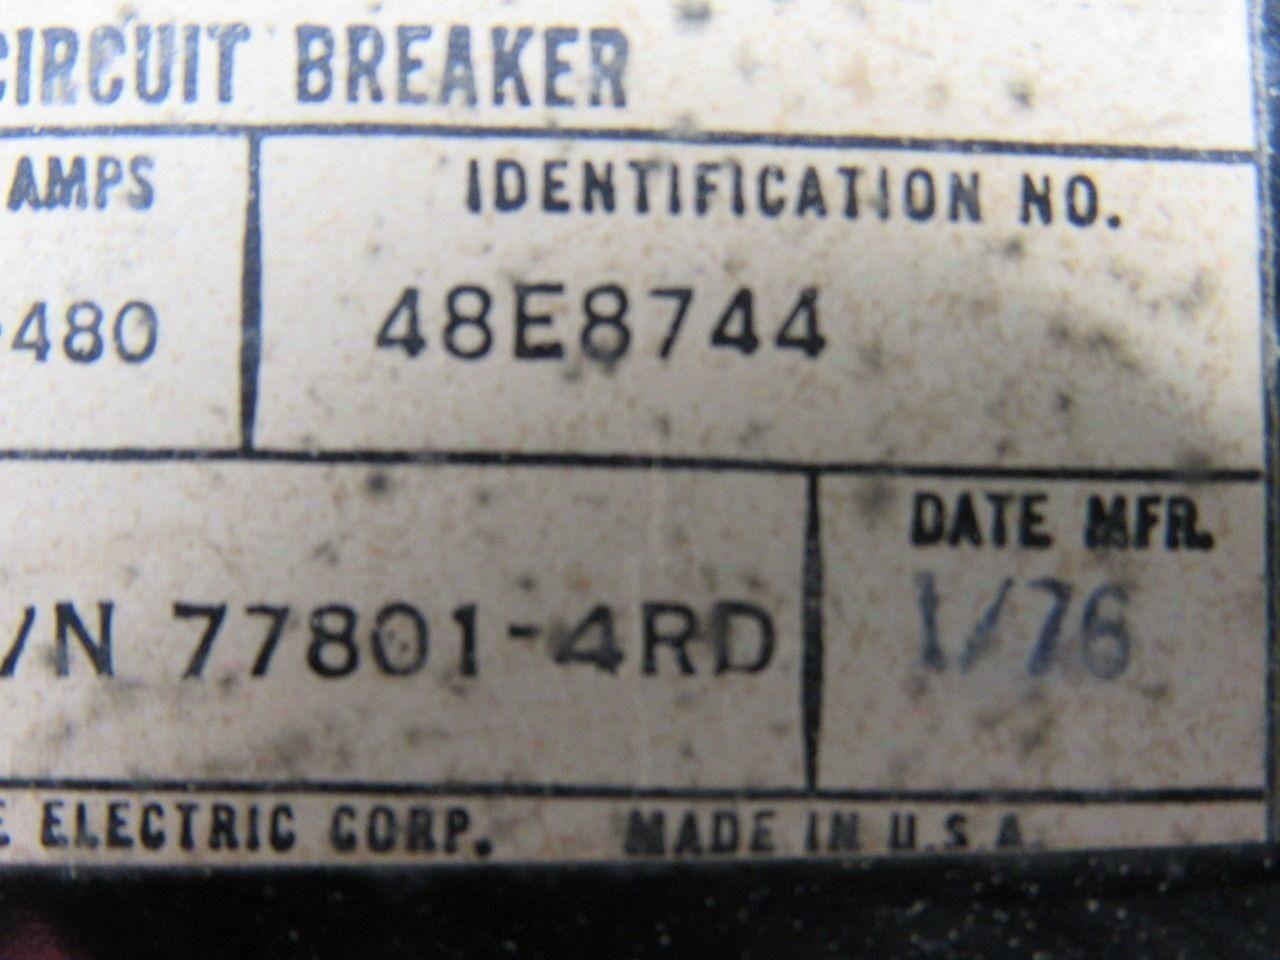 CIRCUIT BREAKER
AMPS
IDENTIFICATION NO.
-480
48E8744
DATE MFR.
1/76
/N 77801-4RD
E ELECTRIC CORP. MADE IN U.S.A.